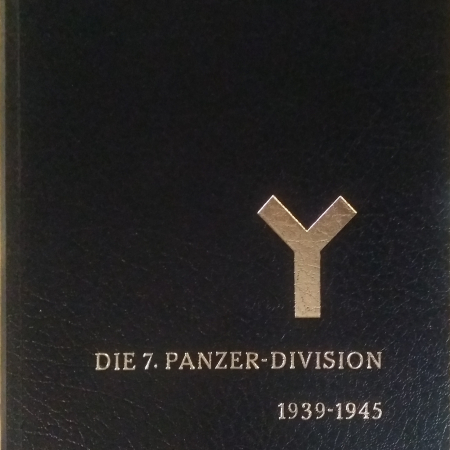 Y
DIE 7. PANZER-DIVISION
1939-1945